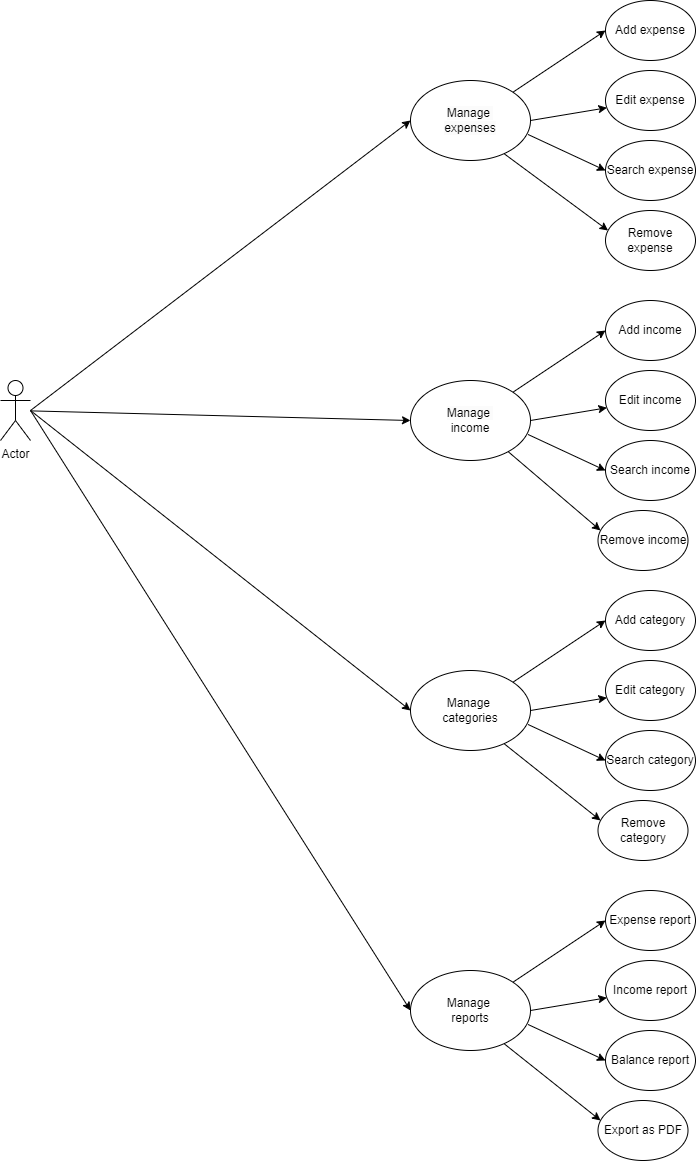 Add expense
Manage
expenses
Edit expense
Search expense
Remove
expense
Add income
Manage
income
Edit income
Search income
Remove income
Actor
Add category
Manage
categories
Edit category
Search category
Remove
category
Expense report
Manage
reports
Income report
Balance report
Export as PDF